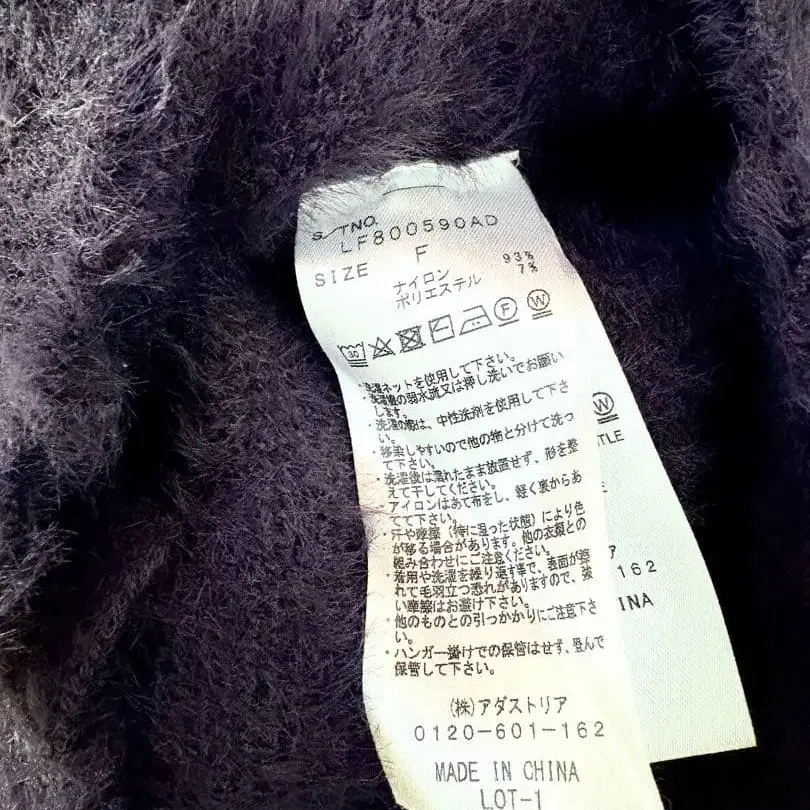 S/TNO.
LF800590AD
SIZE F
ナイロン 93%
ポリエステル 7%
30
F
W
・洗濯ネットを使用して下さい。
・洗濯機の弱水流又は押し洗いでお願い
します。
・洗濯の際は、中性洗剤を使用して下さ
い。
・移染しやすいので他の物と分けて洗っ
て下さい。
・洗濯後は濡れたまま放置せず、形を整
えて干してください。
・アイロンはあて布をし、軽く裏からあ
てて下さい。
・汗や摩擦（特に湿った状態）により色
が移る場合があります。他の衣類との
組み合わせにご注意ください。
・着用や洗濯を繰り返す事で、表面が擦
れて毛羽立つ恐れがありますので、強
い摩擦はお避け下さい。
・他のものとの引っかかりにご注意下さ
い。
・ハンガー掛けでの保管はせず、畳んで
保管して下さい。
(株)アダストリア
0120-601-162
MADE IN CHINA
LOT-1
W
TLE
ア
162
INA